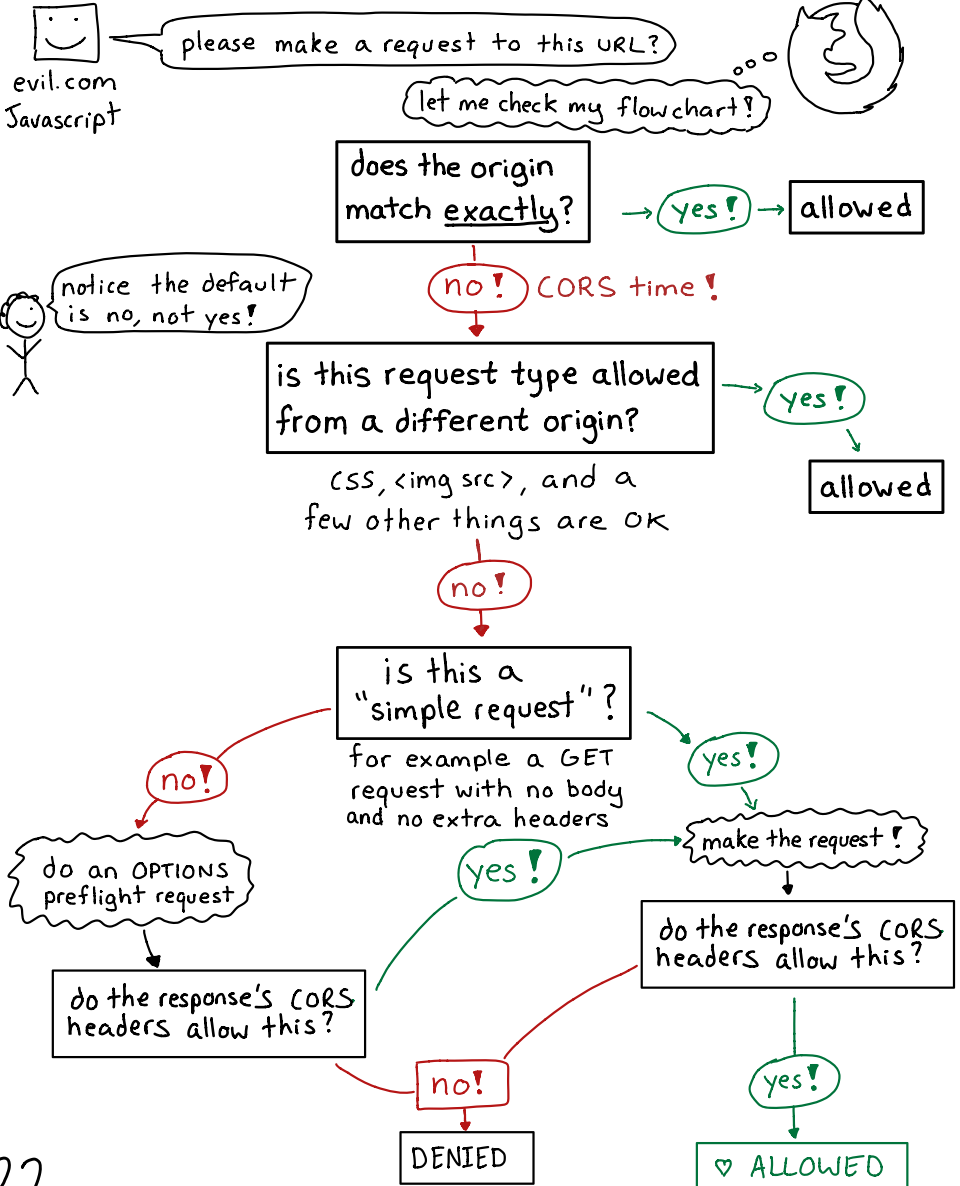 please make a request to this URL?
evil.com
Javascript
let me check my flowchart!
does the origin
match exactly?
yes!
allowed
no!
CORS time!
notice the default
is no, not yes!
is this request type allowed
from a different origin?
yes!
allowed
CSS, <img src>, and a
few other things are OK
no!
is this a
"simple request"?
for example a GET
request with no body
and no extra headers
no!
yes!
do an OPTIONS
preflight request
yes!
make the request!
do the response's CORS
headers allow this?
do the response's CORS
headers allow this?
no!
yes!
DENIED
♡ ALLOWED